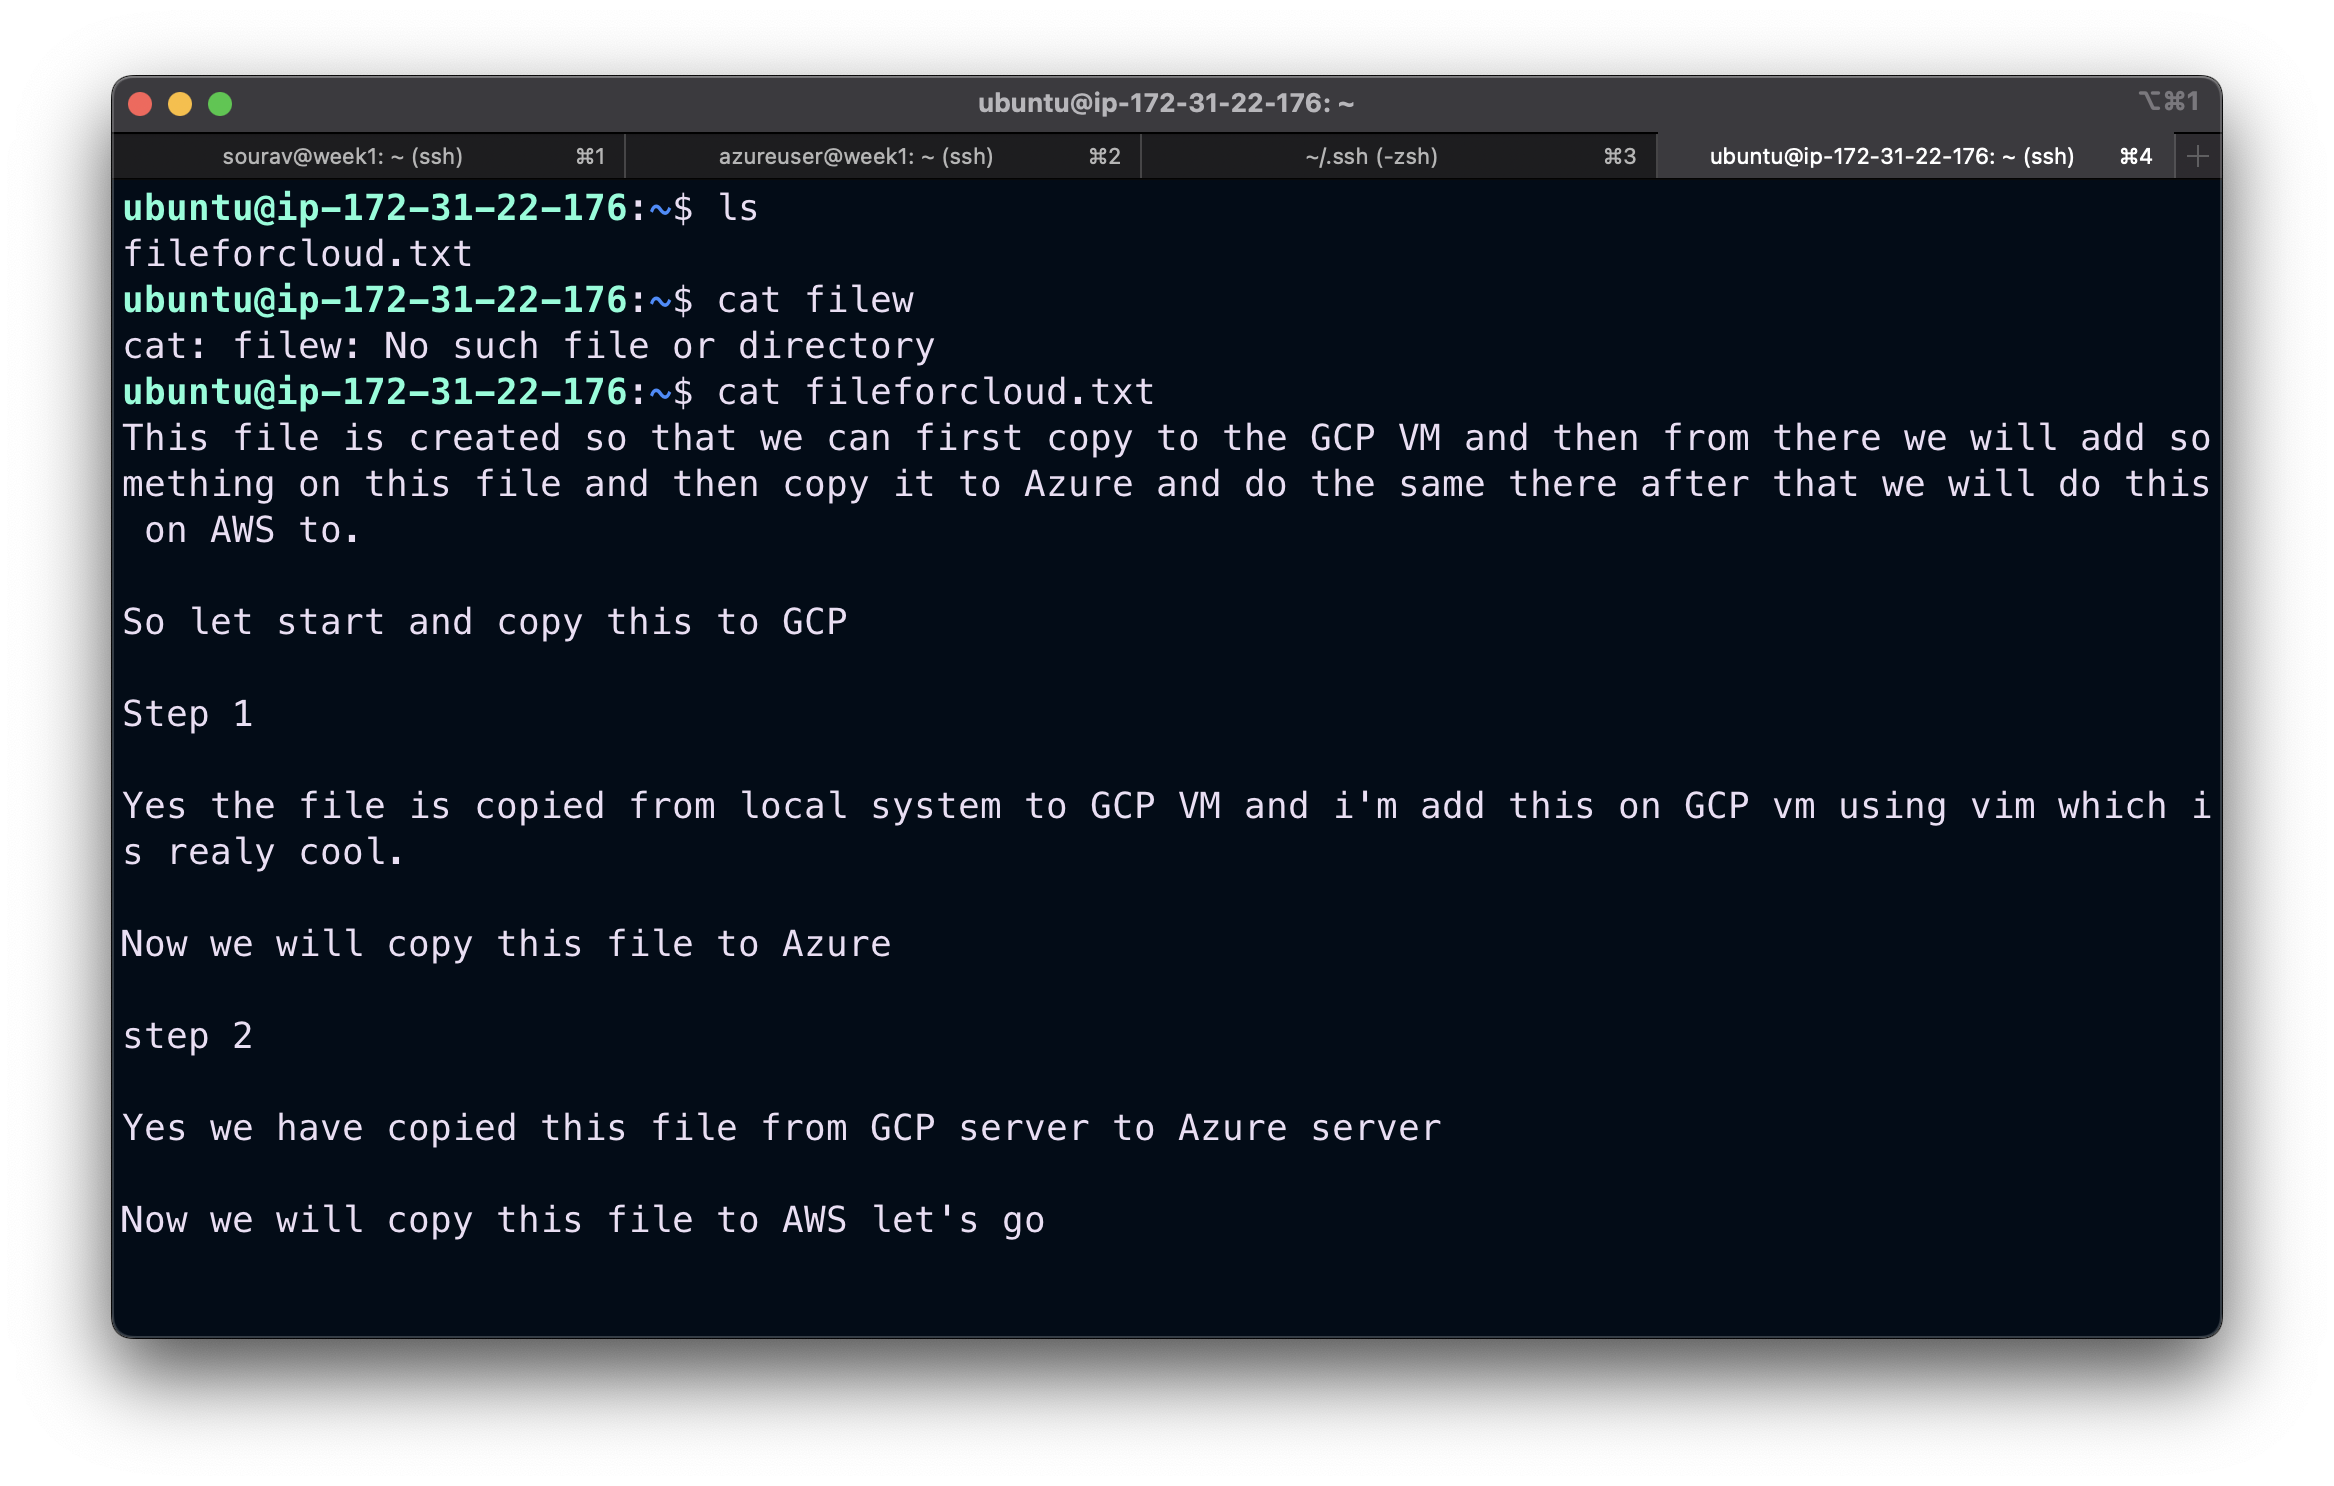 ubuntu@ip-172-31-22-176: ~
⌥⌘1
sourav@week1: ~ (ssh) ⌘1
azureuser@week1: ~ (ssh) ⌘2
~/.ssh (-zsh) ⌘3
ubuntu@ip-172-31-22-176: ~ (ssh) ⌘4
ubuntu@ip-172-31-22-176:~$ ls
fileforcloud.txt
ubuntu@ip-172-31-22-176:~$ cat filew
cat: filew: No such file or directory
ubuntu@ip-172-31-22-176:~$ cat fileforcloud.txt
This file is created so that we can first copy to the GCP VM and then from there we will add so
mething on this file and then copy it to Azure and do the same there after that we will do this
 on AWS to.
So let start and copy this to GCP
Step 1
Yes the file is copied from local system to GCP VM and i'm add this on GCP vm using vim which i
s realy cool.
Now we will copy this file to Azure
step 2
Yes we have copied this file from GCP server to Azure server
Now we will copy this file to AWS let's go